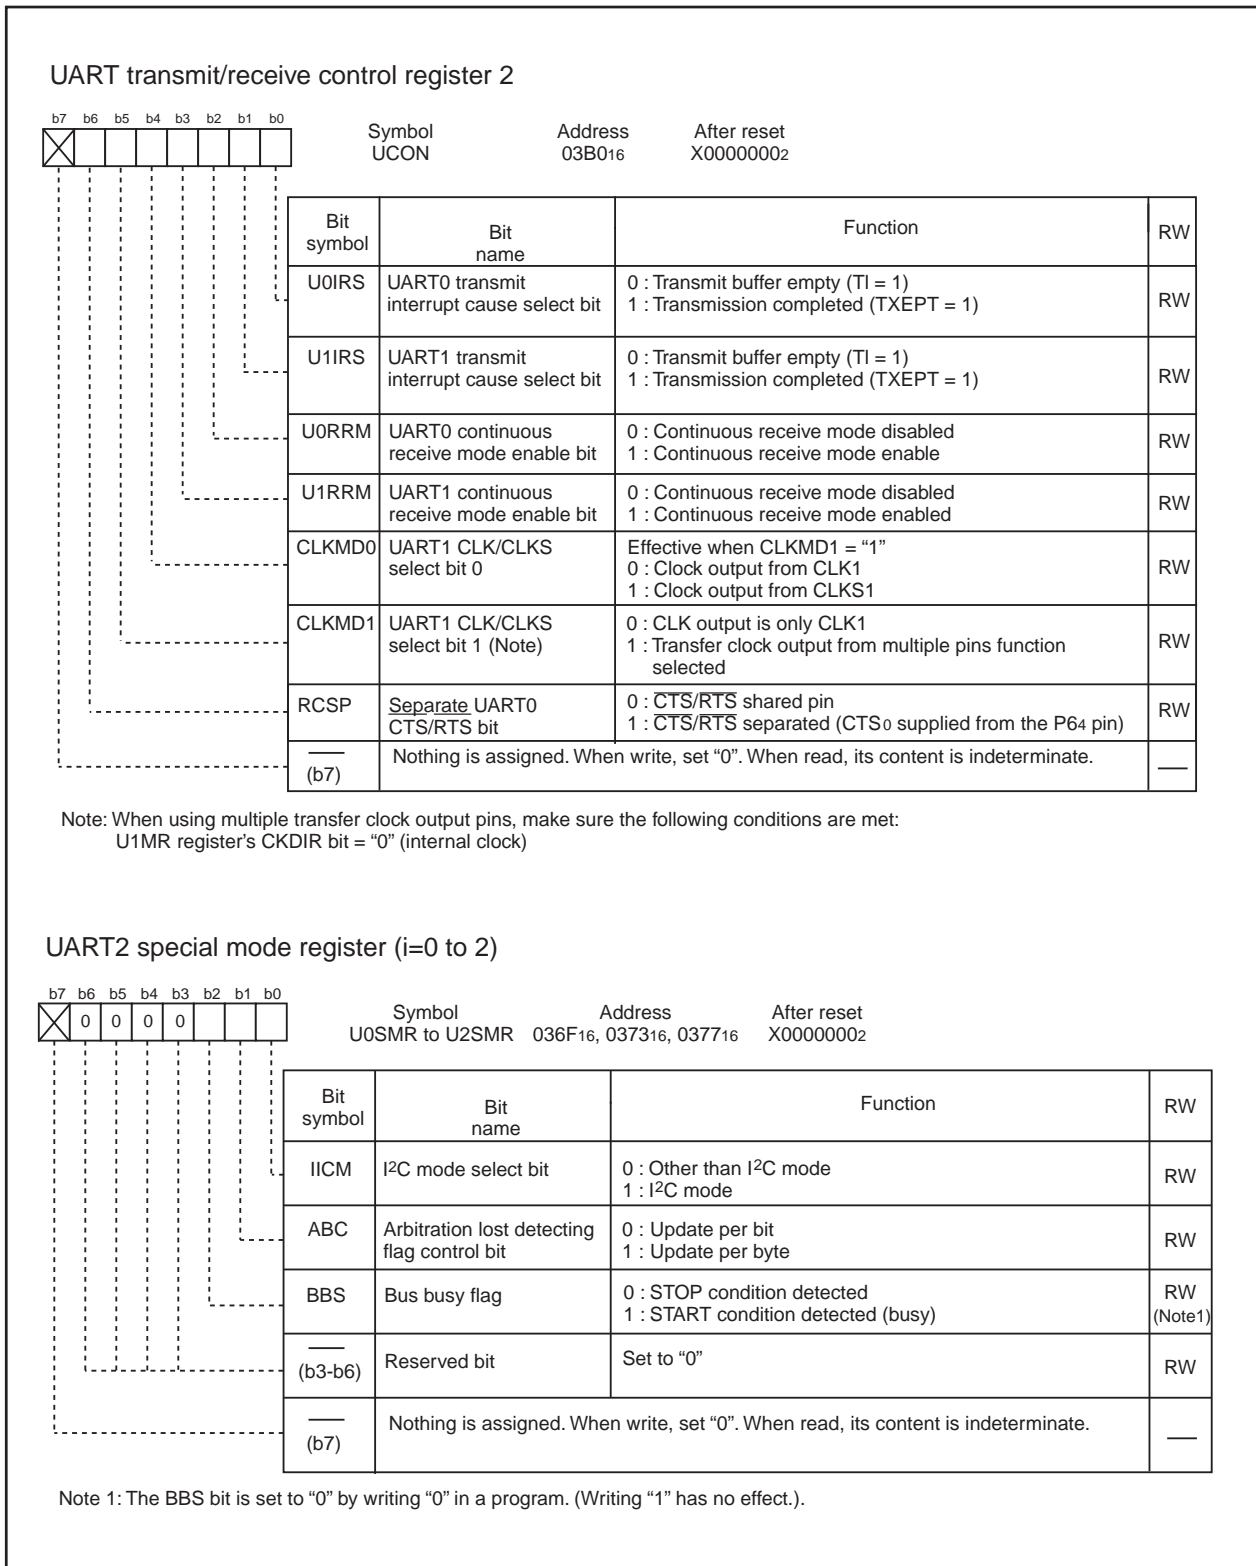 UART transmit/receive control register 2
b7 b6 b5 b4 b3 b2 b1 b0
Symbol Address After reset
UCON 03B016 X00000002
Bit symbol Bit name Function RW
U0IRS UART0 transmit interrupt cause select bit 0 : Transmit buffer empty (TI = 1) RW
1 : Transmission completed (TXEPT = 1)
U1IRS UART1 transmit interrupt cause select bit 0 : Transmit buffer empty (TI = 1) RW
1 : Transmission completed (TXEPT = 1)
U0RRM UART0 continuous receive mode enable bit 0 : Continuous receive mode disabled RW
1 : Continuous receive mode enable
U1RRM UART1 continuous receive mode enable bit 0 : Continuous receive mode disabled RW
1 : Continuous receive mode enabled
CLKMD0 UART1 CLK/CLKS select bit 0 Effective when CLKMD1 = “1” RW
0 : Clock output from CLK1
1 : Clock output from CLKS1
CLKMD1 UART1 CLK/CLKS select bit 1 (Note) 0 : CLK output is only CLK1 RW
1 : Transfer clock output from multiple pins function
selected
RCSP Separate UART0 CTS/RTS bit 0 : CTS/RTS shared pin RW
1 : CTS/RTS separated (CTS0 supplied from the P64 pin)
(b7) Nothing is assigned. When write, set “0”. When read, its content is indeterminate.
Note: When using multiple transfer clock output pins, make sure the following conditions are met:
U1MR register’s CKDIR bit = “0” (internal clock)
UART2 special mode register (i=0 to 2)
b7 b6 b5 b4 b3 b2 b1 b0
0 0 0 0
Symbol Address After reset
U0SMR to U2SMR 036F16, 037316, 037716 X00000002
Bit symbol Bit name Function RW
IICM I2C mode select bit 0 : Other than I2C mode RW
1 : I2C mode
ABC Arbitration lost detecting flag control bit 0 : Update per bit RW
1 : Update per byte
BBS Bus busy flag 0 : STOP condition detected RW (Note1)
1 : START condition detected (busy)
(b3-b6) Reserved bit Set to “0” RW
(b7) Nothing is assigned. When write, set “0”. When read, its content is indeterminate.
Note 1: The BBS bit is set to “0” by writing “0” in a program. (Writing “1” has no effect.).